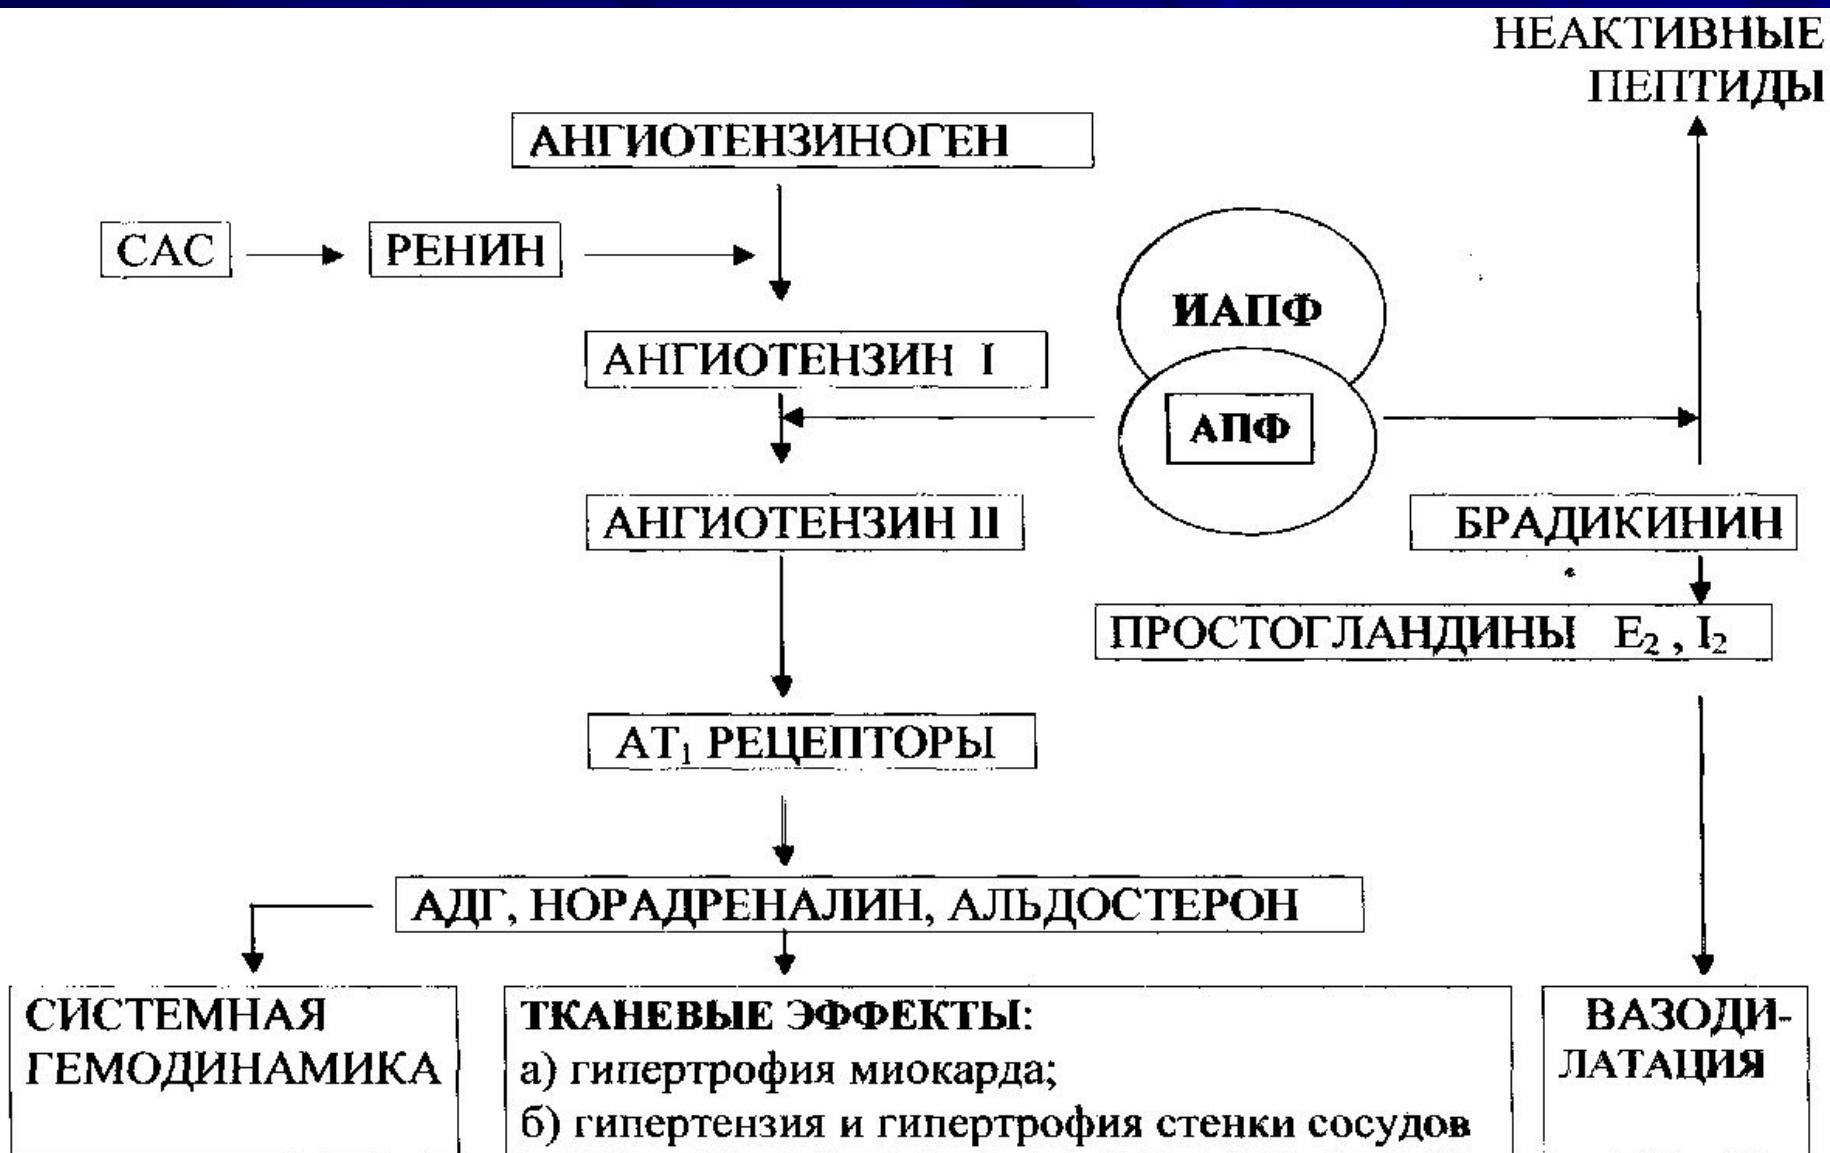 НЕАКТИВНЫЕ
ПЕПТИДЫ
АНГИОТЕНЗИНОГЕН
САС
РЕНИН
ИАПФ
АНГИОТЕНЗИН I
АПФ
АНГИОТЕНЗИН II
БРАДИКИНИН
ПРОСТОГЛАНДИНЫ E₂ , I₂
АТ₁ РЕЦЕПТОРЫ
АДГ, НОРАДРЕНАЛИН, АЛЬДОСТЕРОН
СИСТЕМНАЯ
ГЕМОДИНАМИКА
ТКАНЕВЫЕ ЭФФЕКТЫ:
а) гипертрофия миокарда;
б) гипертензия и гипертрофия стенки сосудов
ВАЗОДИ-
ЛАТАЦИЯ